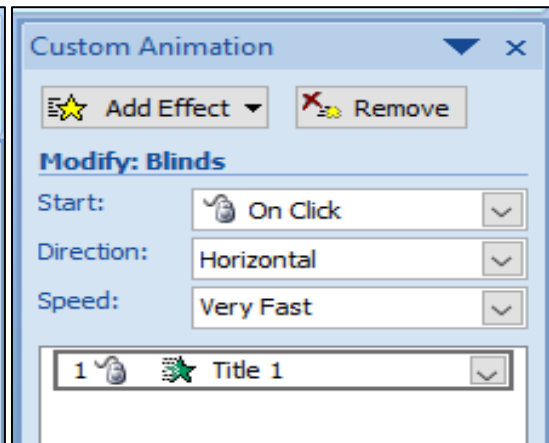 Custom Animation
Add Effect Remove
Modify: Blinds
Start: On Click
Direction: Horizontal
Speed: Very Fast
1 Title 1